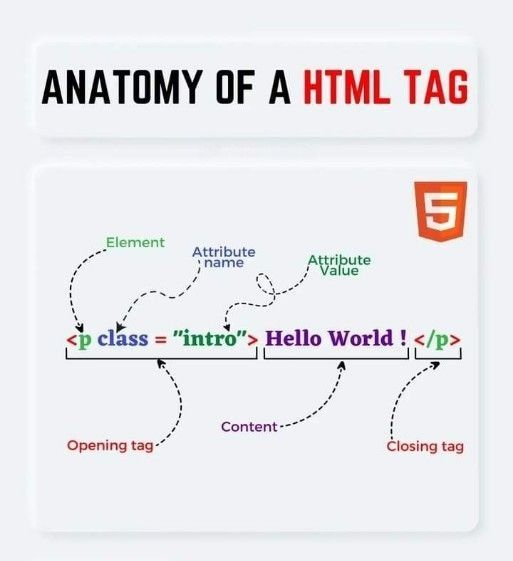 ANATOMY OF A HTML TAG
5
Element
Attribute
name
Attribute
Value
<p class = "intro"> Hello World ! </p>
Content
Opening tag
Closing tag